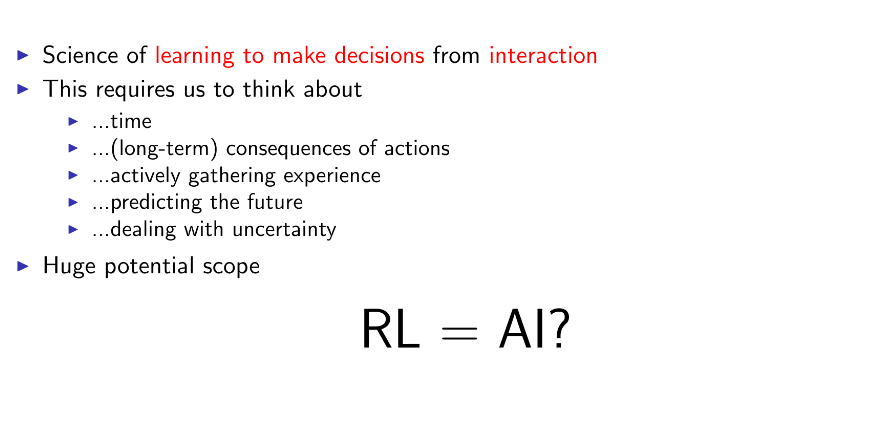 Science of learning to make decisions from interaction
This requires us to think about
...time
...(long-term) consequences of actions
...actively gathering experience
...predicting the future
...dealing with uncertainty
Huge potential scope
RL = AI?